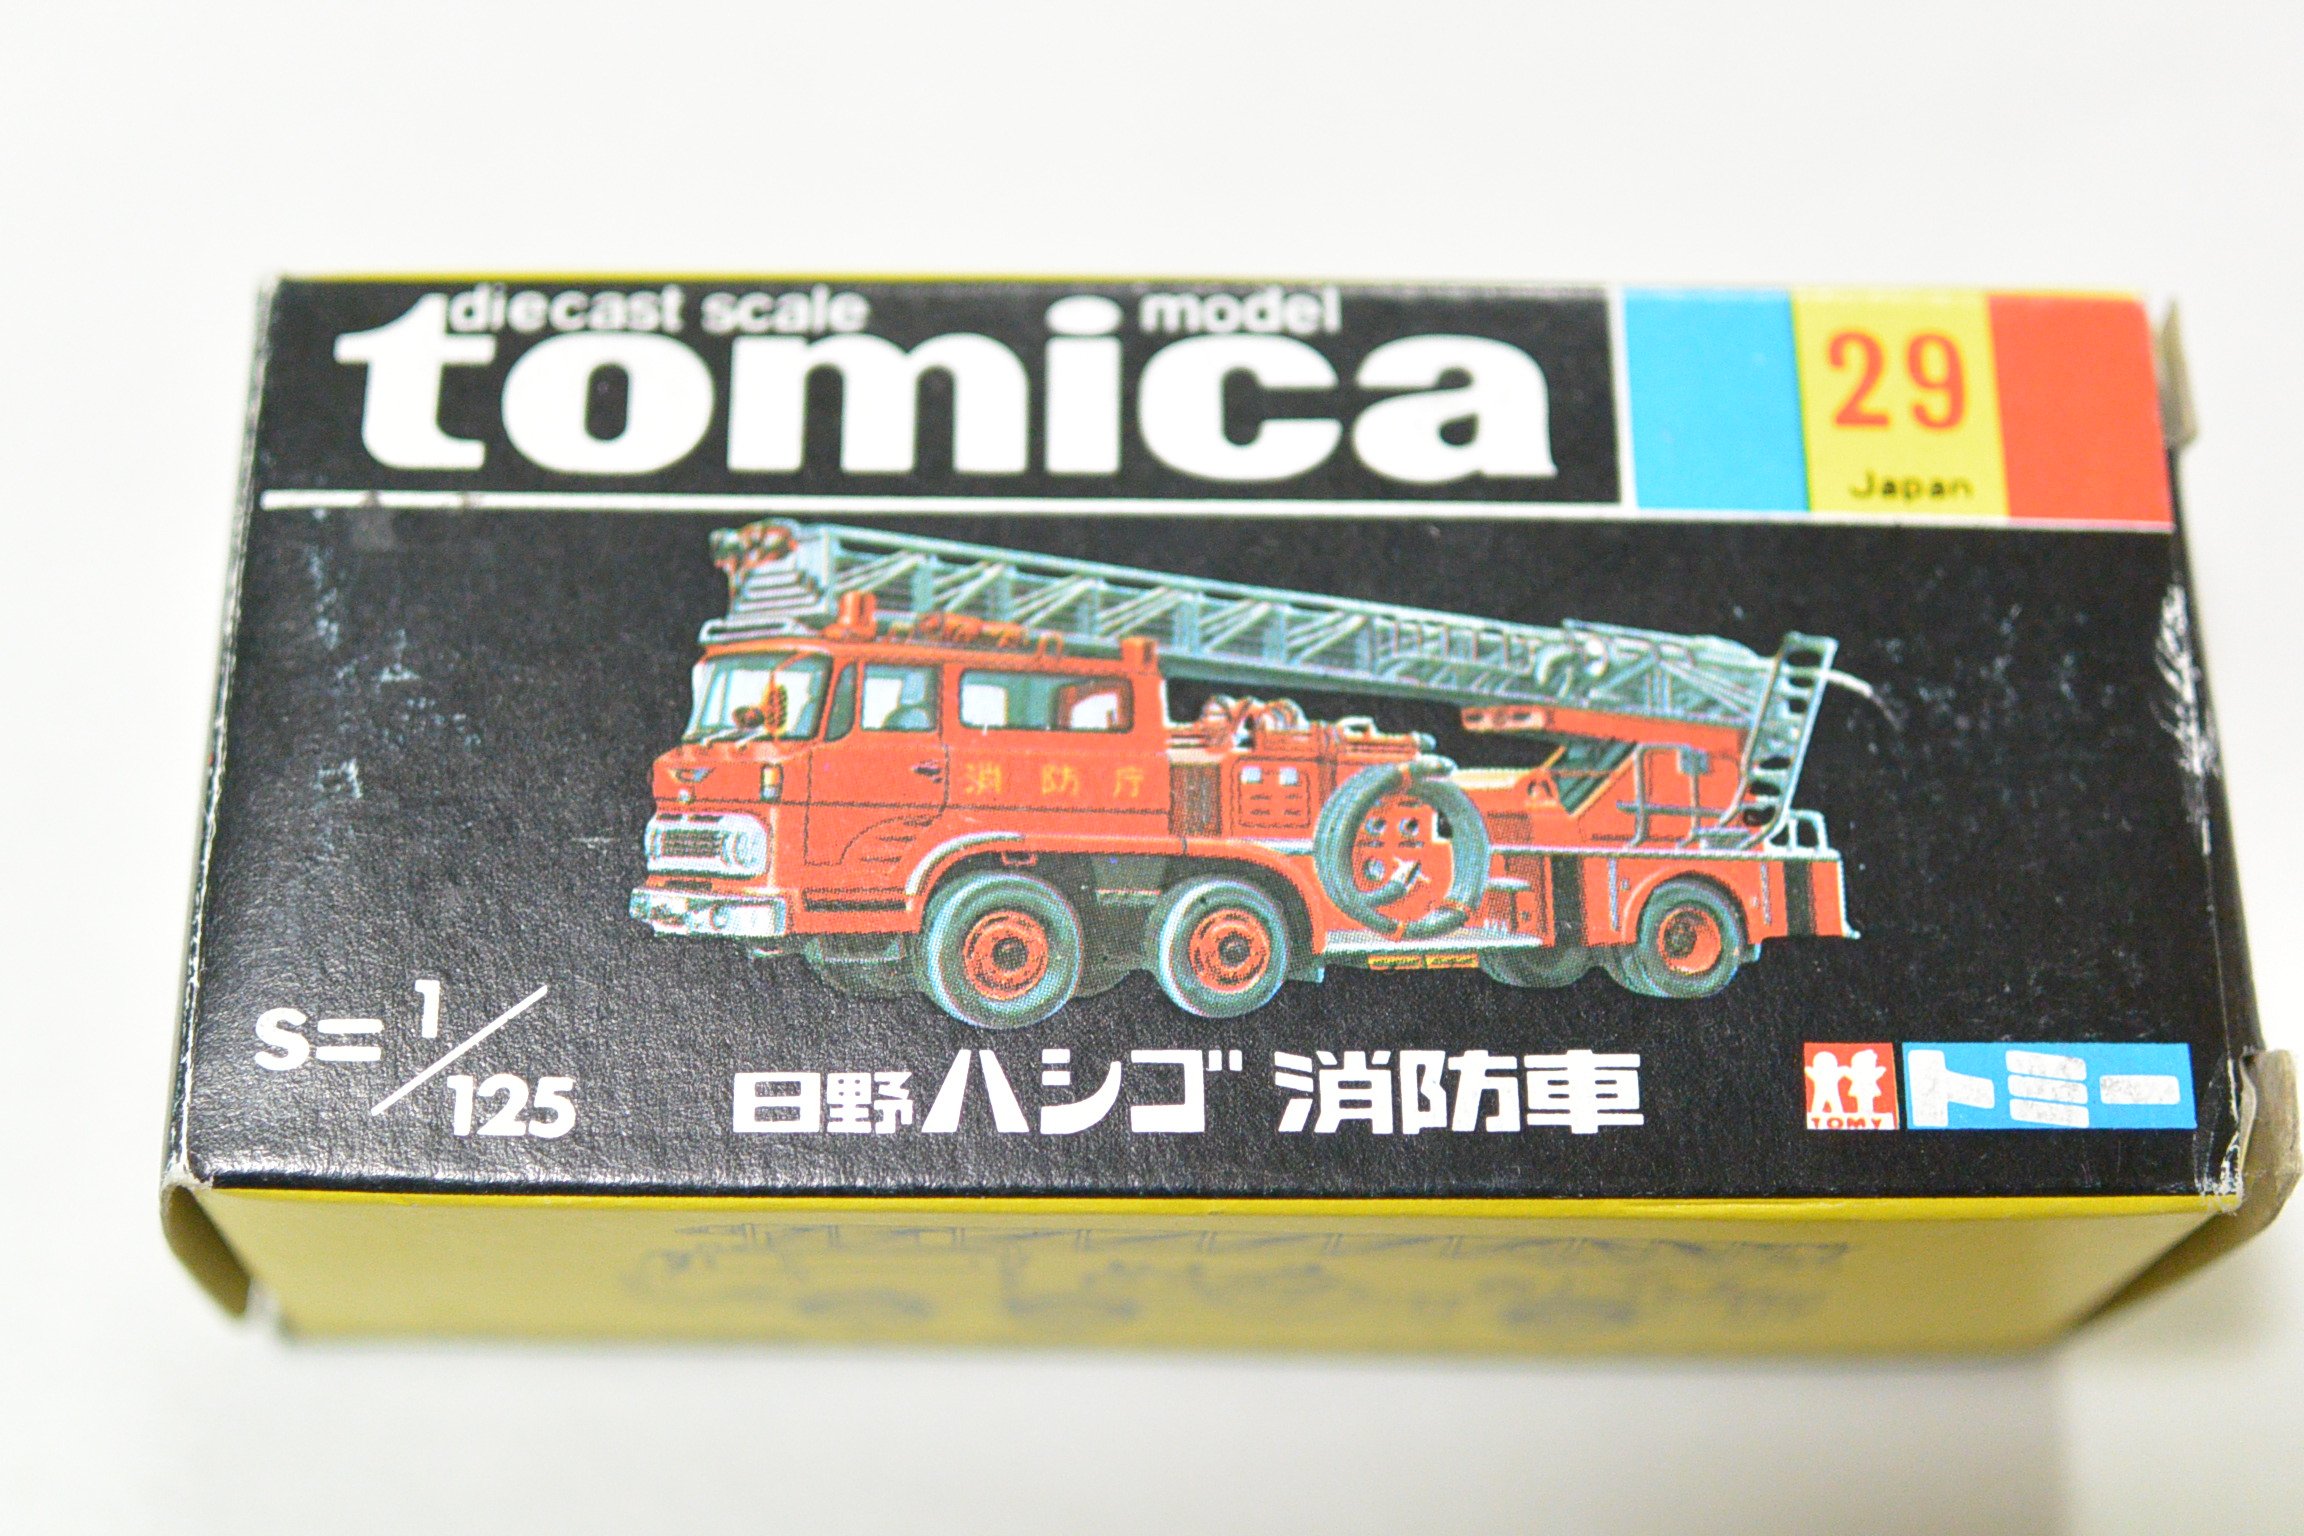 diecast scale model
tomica
29
Japan
消防庁
S=1/125
日野ハシゴ消防車
TOMY
トミー